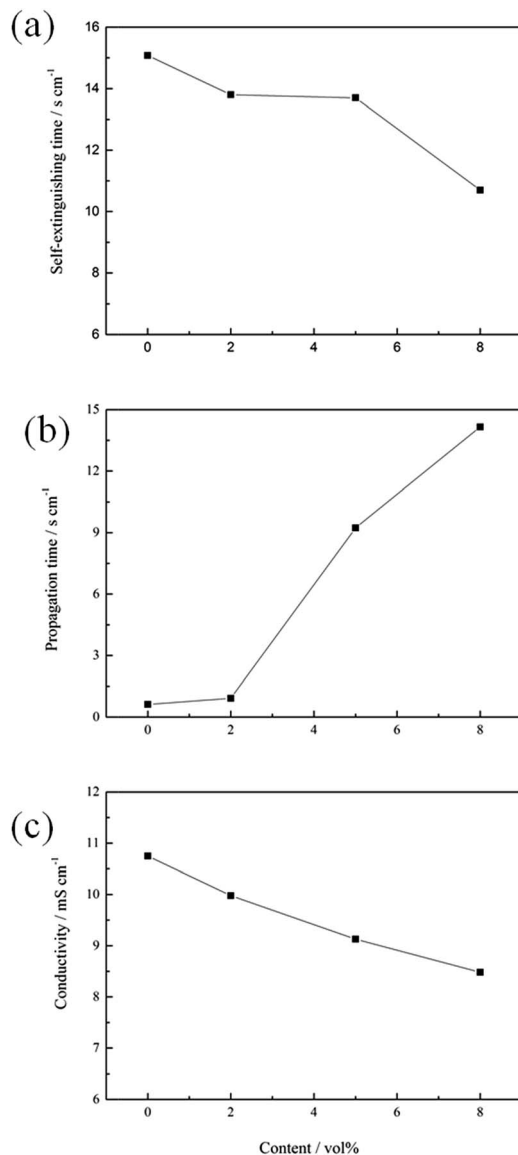 (a)
16
14
12
10
8
6
Self-extinguishing time / s cm⁻¹
0 2 4 6 8
(b)
15
12
9
6
3
0
Propagation time / s cm⁻¹
0 2 4 6 8
(c)
12
11
10
9
8
7
6
Conductivity / mS cm⁻¹
0 2 4 6 8
Content / vol%